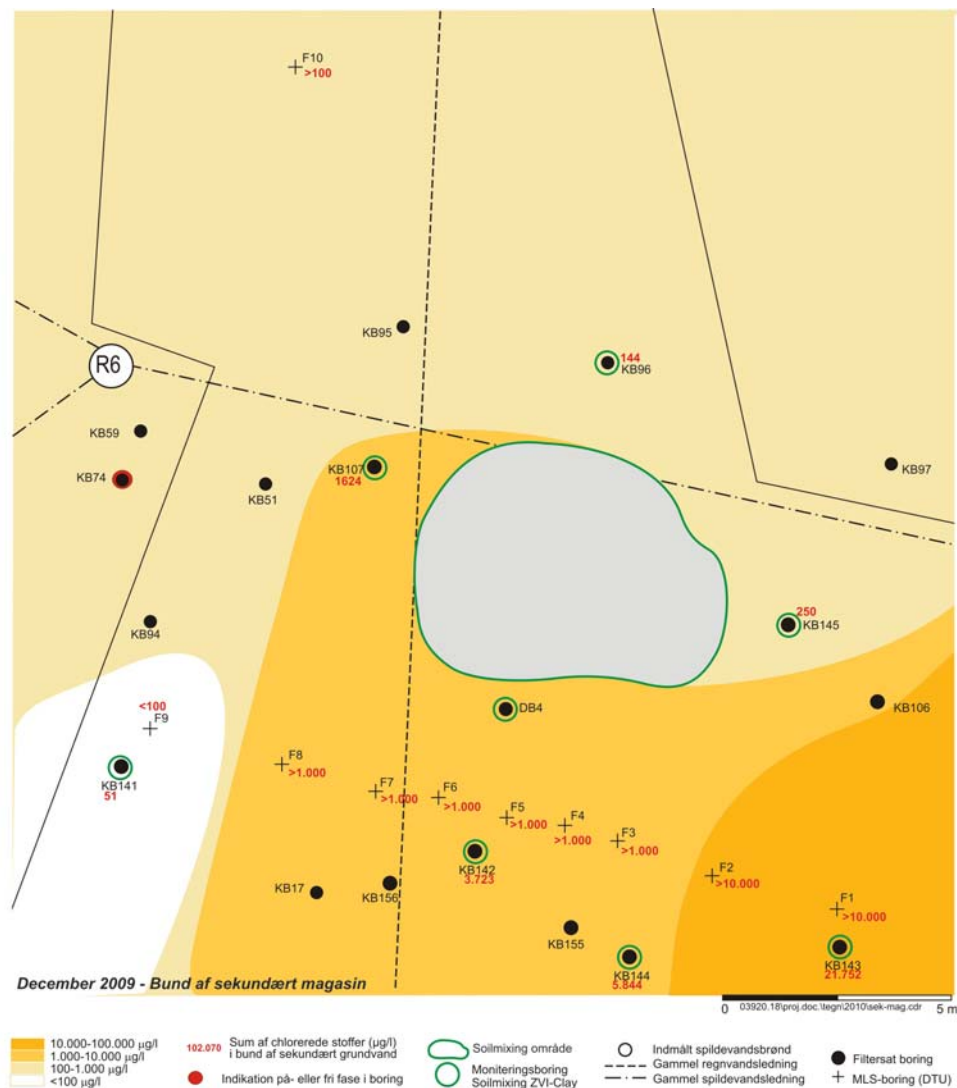 F10
>100
KB95
144
KB96
R6
KB59
KB107
1624
KB74
KB51
KB97
250
KB145
KB94
<100
F9
DB4
KB106
F8
>1.000
KB141
51
F7
>1.000
F6
>1.000
F5
>1.000
F4
>1.000
F3
>1.000
KB142
3.723
F2
>10.000
KB17
KB156
F1
>10.000
KB155
KB144
5.844
KB143
21.752
December 2009 - Bund af sekundært magasin
03920.18\proj.doc.\tegn\2010\sek-mag.cdr
0 5 m
10.000-100.000 µg/l
1.000-10.000 µg/l
100-1.000 µg/l
<100 µg/l
102.070 Sum af chlorerede stoffer (µg/l)
i bund af sekundært grundvand
Indikation på- eller fri fase i boring
Soilmixing område
Moniteringsboring
Soilmixing ZVI-Clay
Indmålt spildevandsbrønd
Gammel regnvandsledning
Gammel spildevandsledning
Filtersat boring
MLS-boring (DTU)